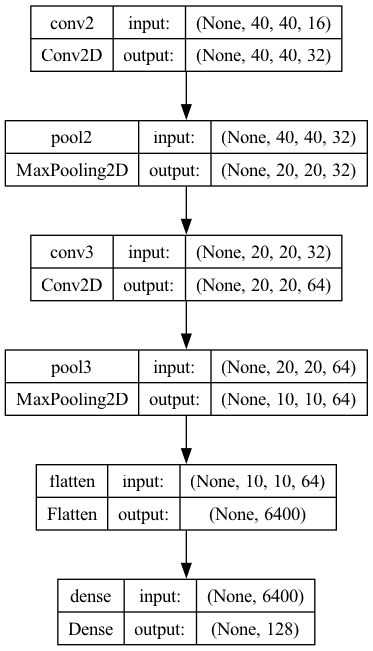 conv2 input: (None, 40, 40, 16)
Conv2D output: (None, 40, 40, 32)
pool2 input: (None, 40, 40, 32)
MaxPooling2D output: (None, 20, 20, 32)
conv3 input: (None, 20, 20, 32)
Conv2D output: (None, 20, 20, 64)
pool3 input: (None, 20, 20, 64)
MaxPooling2D output: (None, 10, 10, 64)
flatten input: (None, 10, 10, 64)
Flatten output: (None, 6400)
dense input: (None, 6400)
Dense output: (None, 128)